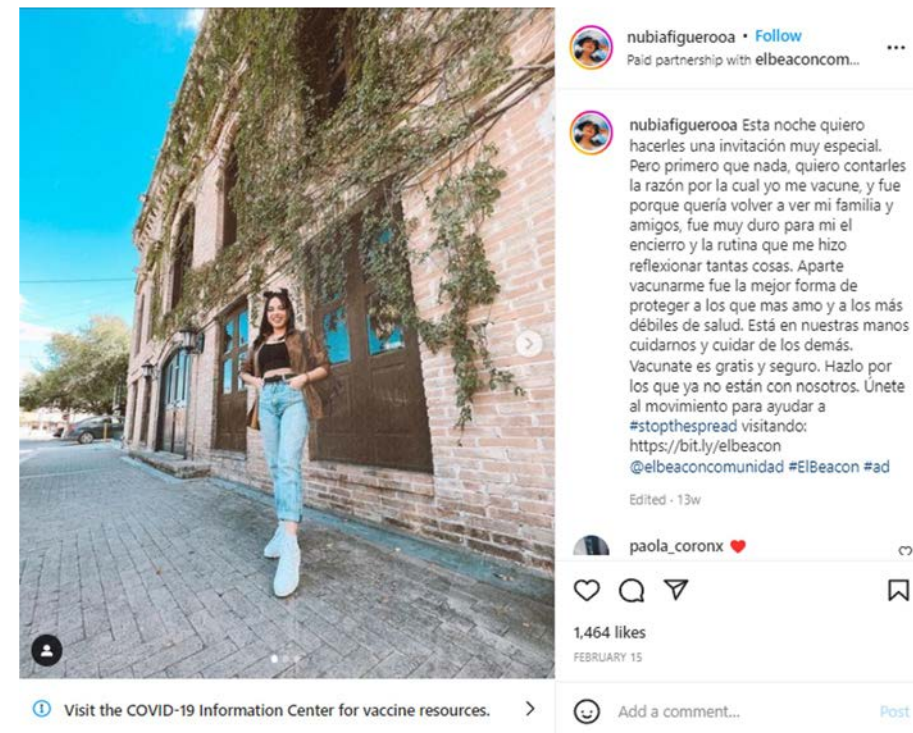 nubiafiguerooa • Follow
Paid partnership with elbeaconcom...
nubiafiguerooa Esta noche quiero
hacerles una invitación muy especial.
Pero primero que nada, quiero contarles
la razón por la cual yo me vacune, y fue
porque quería volver a ver mi familia y
amigos, fue muy duro para mi el
encierro y la rutina que me hizo
reflexionar tantas cosas. Aparte
vacunarme fue la mejor forma de
proteger a los que mas amo y a los más
débiles de salud. Está en nuestras manos
cuidarnos y cuidar de los demás.
Vacunate es gratis y seguro. Hazlo por
los que ya no están con nosotros. Únete
al movimiento para ayudar a
#stopthespread visitando:
https://bit.ly/elbeacon
@elbeaconcomunidad #ElBeacon #ad
Edited · 13w
paola_coronx ❤️
1,464 likes
FEBRUARY 15
Visit the COVID-19 Information Center for vaccine resources.
Add a comment...
Post